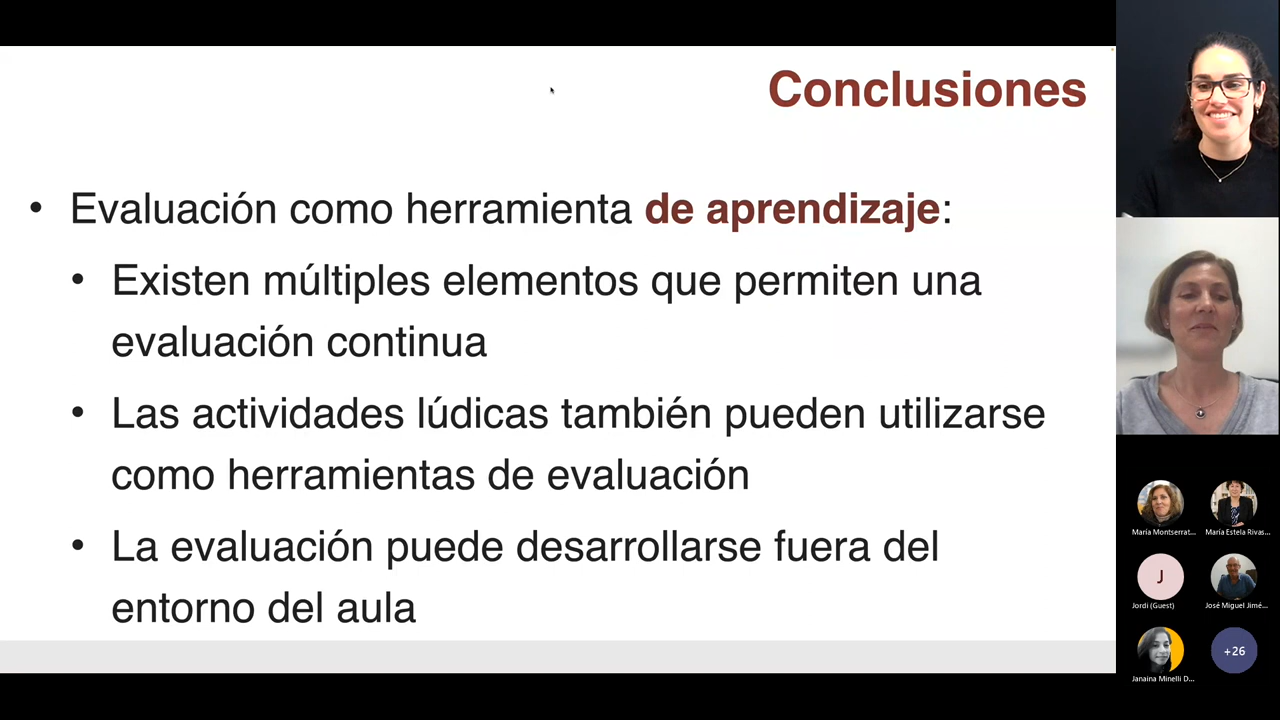 Conclusiones
• Evaluación como herramienta de aprendizaje:
• Existen múltiples elementos que permiten una
evaluación continua
• Las actividades lúdicas también pueden utilizarse
como herramientas de evaluación
• La evaluación puede desarrollarse fuera del
entorno del aula
María Montserrat...
María Estela Rivas...
J
Jordi (Guest)
José Miguel Jimé...
Janaina Minelli D...
+26